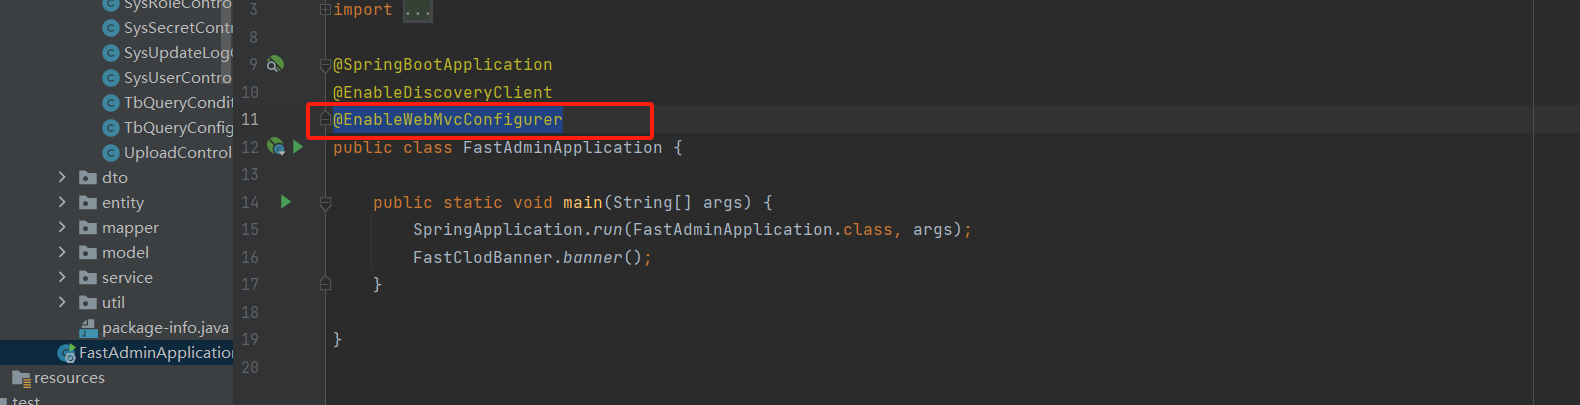 SysRoleContro
SysSecretCont
SysUpdateLog
SysUserContro
TbQueryCondit
TbQueryConfig
UploadControl
dto
entity
mapper
model
service
util
package-info.java
FastAdminApplication
resources
test
3 import ...
8
9 @SpringBootApplication
10 @EnableDiscoveryClient
11 @EnableWebMvcConfigurer
12 public class FastAdminApplication {
13
14 public static void main(String[] args) {
15 SpringApplication.run(FastAdminApplication.class, args);
16 FastClodBanner.banner();
17 }
18
19 }
20